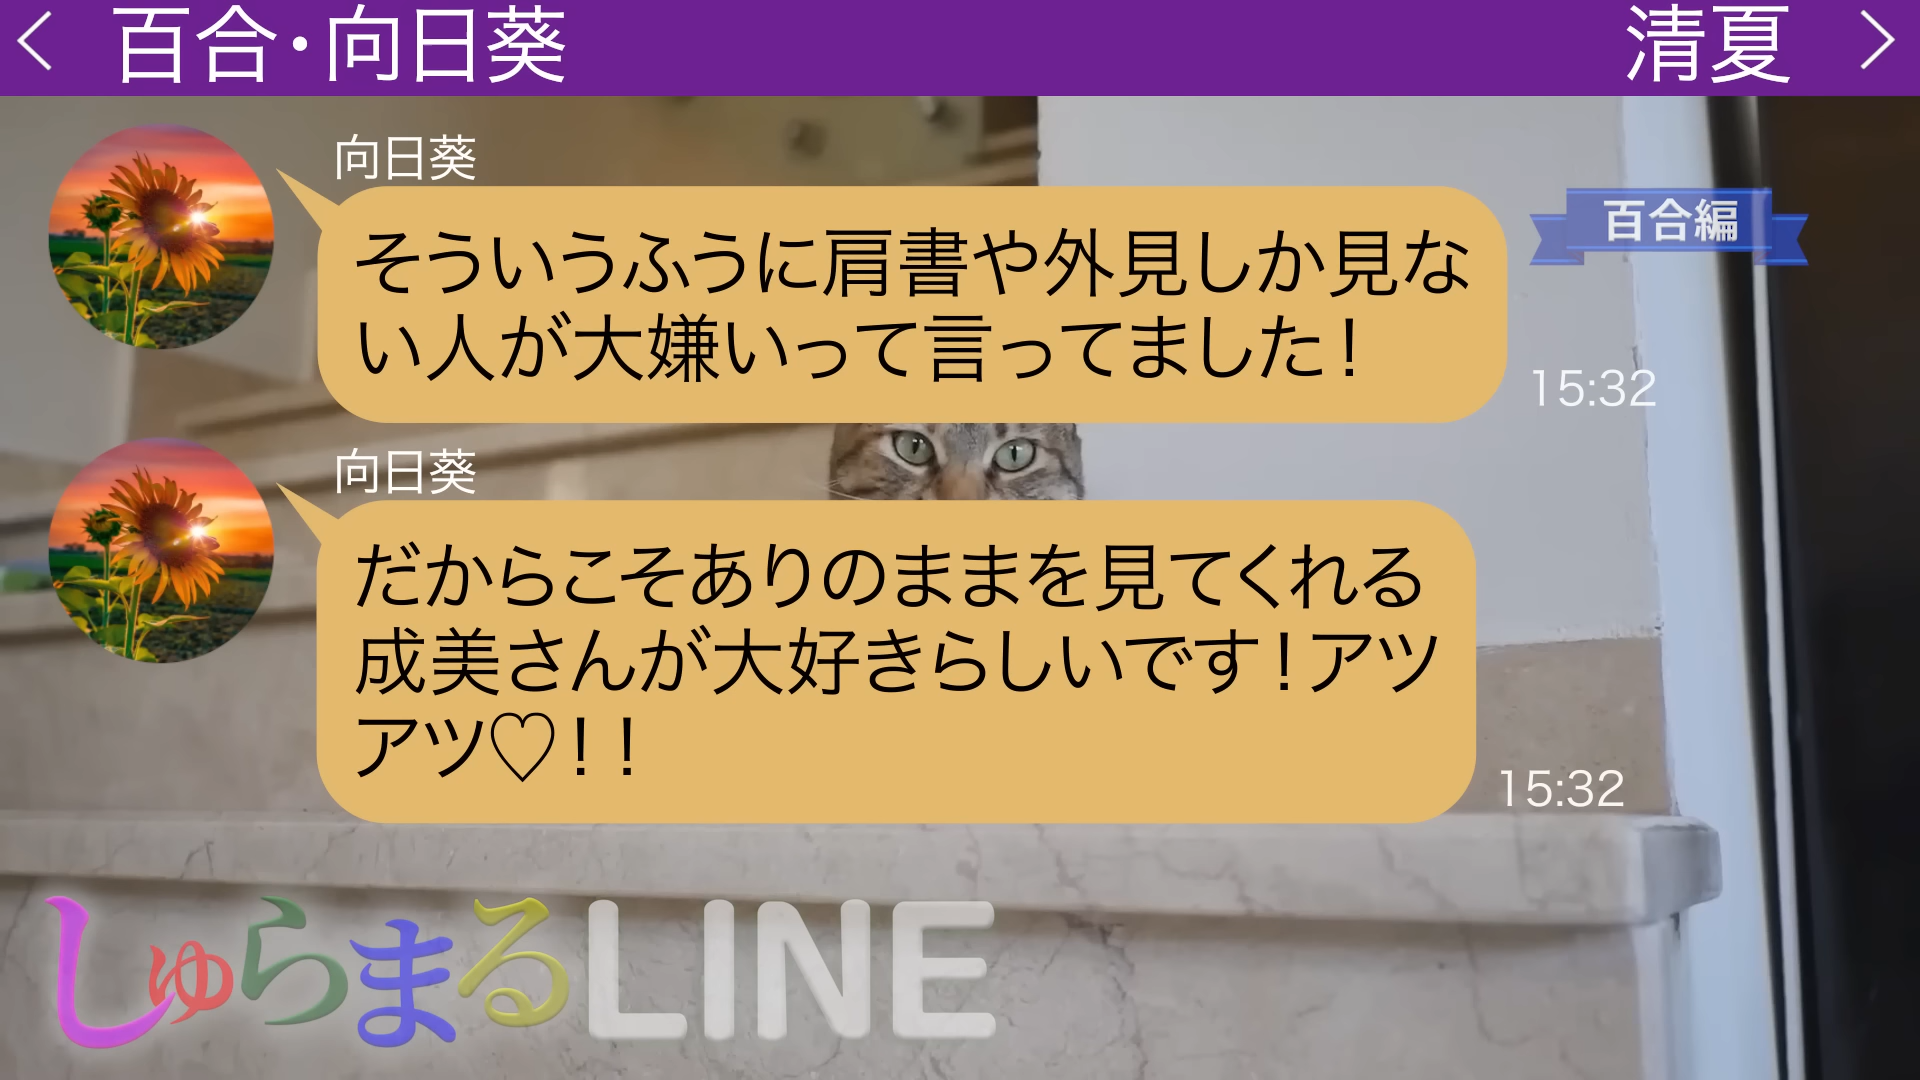 百合・向日葵
清夏
向日葵
そういうふうに肩書や外見しか見な
い人が大嫌いって言ってました！
百合編
15:32
向日葵
だからこそありのままを見てくれる
成美さんが大好きらしいです！アツ
アツ♡！！
15:32
しゅらまるLINE